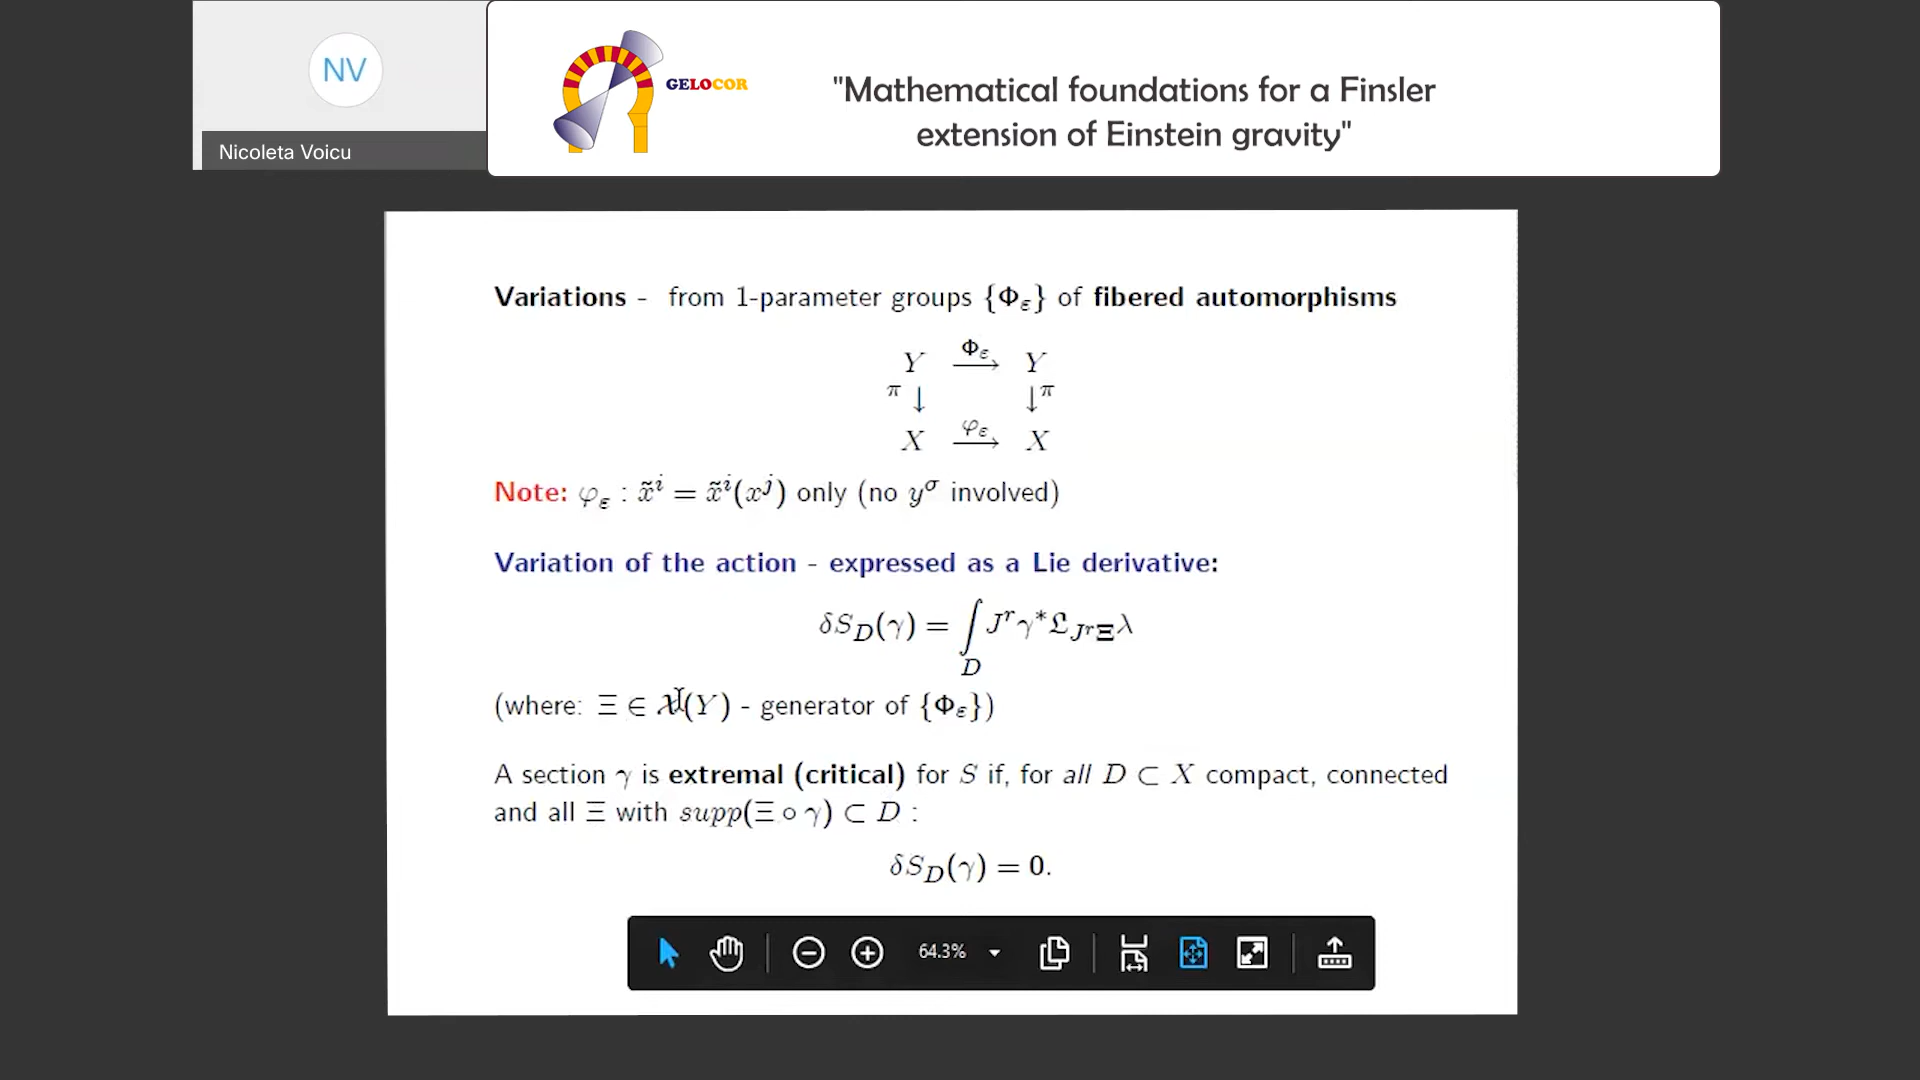 NV
Nicoleta Voicu
GELOCOR
"Mathematical foundations for a Finsler
extension of Einstein gravity"
Variations - from 1-parameter groups {Φ_ε} of fibered automorphisms
Y Φ_ε→ Y
π ↓ ↓ π
X φ_ε→ X
Note: φ_ε : x̃^i = x̃^i(x^j) only (no y^σ involved)
Variation of the action - expressed as a Lie derivative:
δS_D(γ) = ∫_D J^r γ* 𝔏_{J^r Ξ} λ
(where: Ξ ∈ 𝒳(Y) - generator of {Φ_ε})
A section γ is extremal (critical) for S if, for all D ⊂ X compact, connected
and all Ξ with supp(Ξ ∘ γ) ⊂ D :
δS_D(γ) = 0.
64.3%